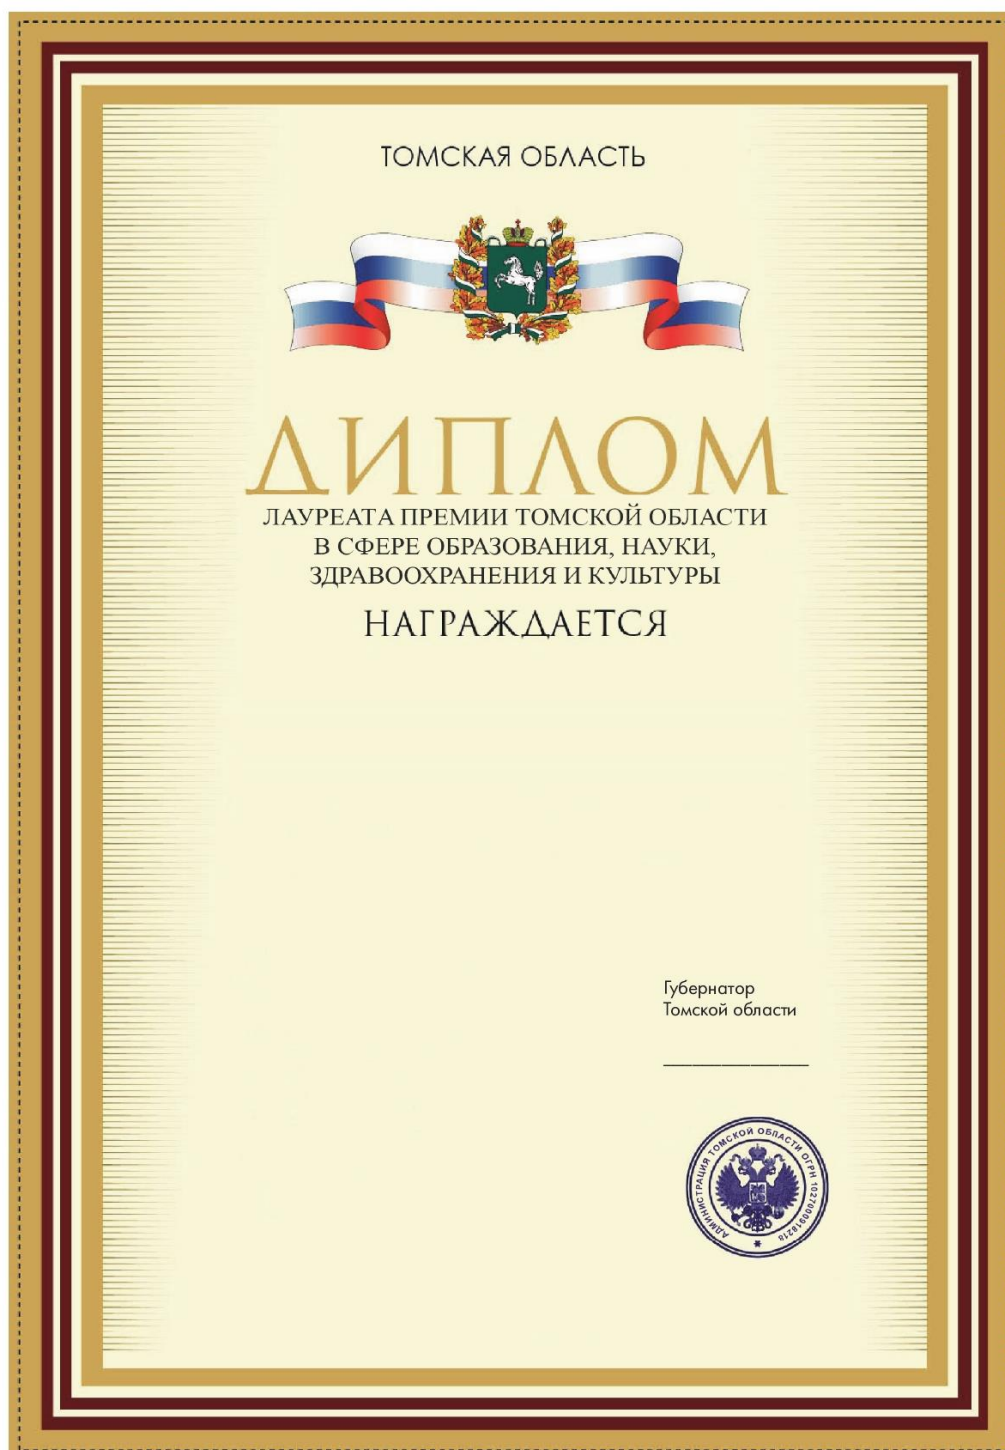 ТОМСКАЯ ОБЛАСТЬ
ДИПЛОМ
ЛАУРЕАТА ПРЕМИИ ТОМСКОЙ ОБЛАСТИ
В СФЕРЕ ОБРАЗОВАНИЯ, НАУКИ,
ЗДРАВООХРАНЕНИЯ И КУЛЬТУРЫ
НАГРАЖДАЕТСЯ
Губернатор
Томской области
АДМИНИСТРАЦИЯ ТОМСКОЙ ОБЛАСТИ ОГРН 1027000918218